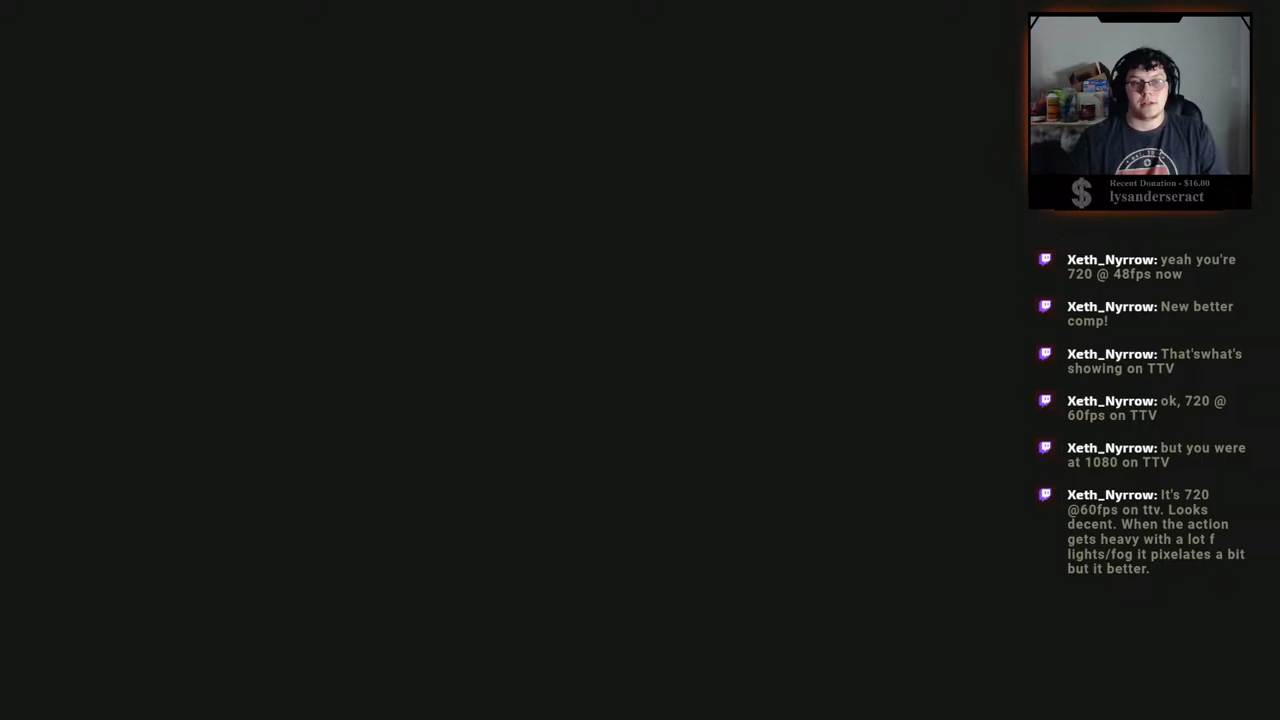 Recent Donation - $16.00
lysanderseract
Xeth_Nyrrow: yeah you're
720 @ 48fps now
Xeth_Nyrrow: New better
comp!
Xeth_Nyrrow: That'swhat's
showing on TTV
Xeth_Nyrrow: ok, 720 @
60fps on TTV
Xeth_Nyrrow: but you were
at 1080 on TTV
Xeth_Nyrrow: It's 720
@60fps on ttv. Looks
decent. When the action
gets heavy with a lot f
lights/fog it pixelates a bit
but it better.